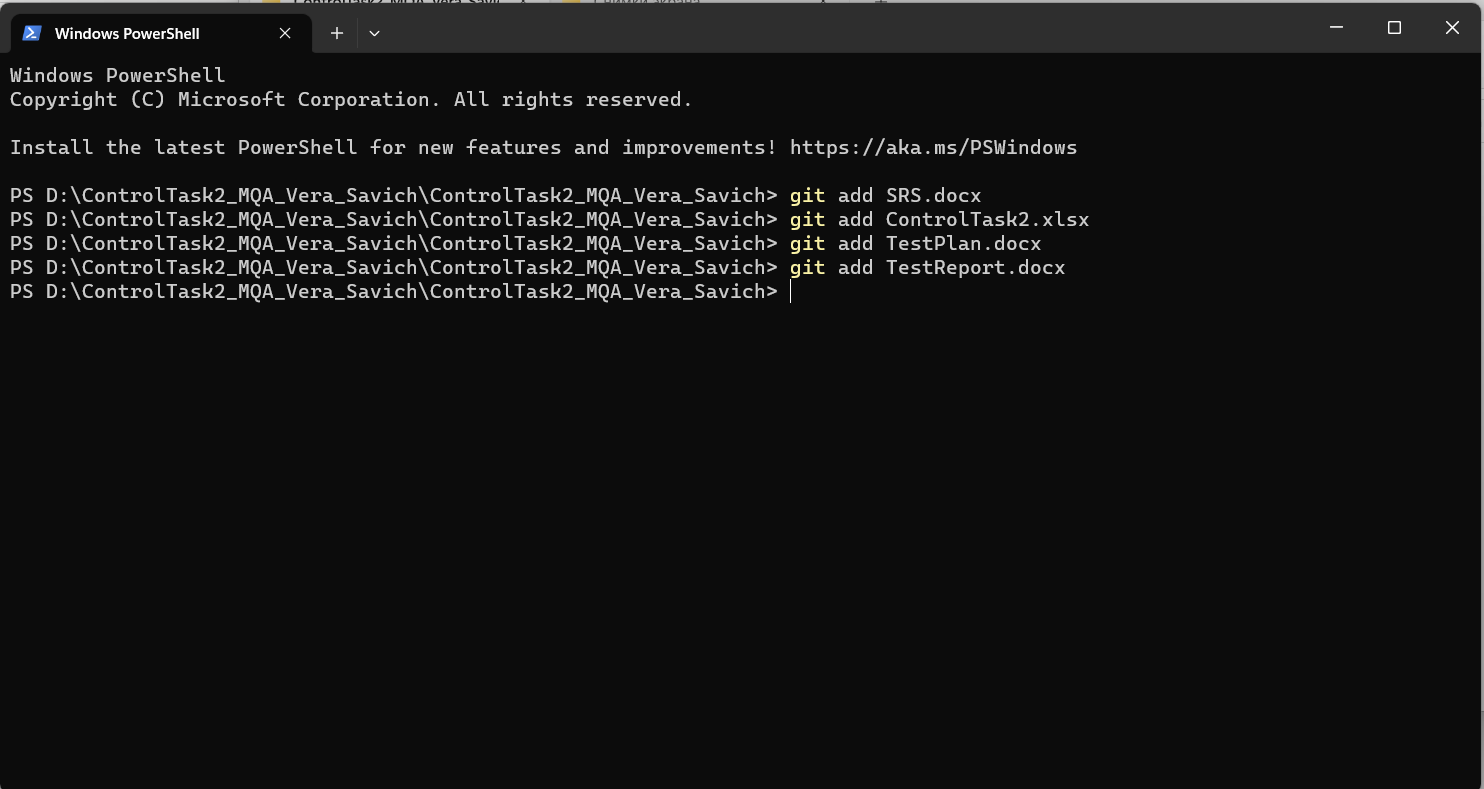 Windows PowerShell
Windows PowerShell
Copyright (C) Microsoft Corporation. All rights reserved.
Install the latest PowerShell for new features and improvements! https://aka.ms/PSWindows
PS D:\ControlTask2_MQA_Vera_Savich\ControlTask2_MQA_Vera_Savich> git add SRS.docx
PS D:\ControlTask2_MQA_Vera_Savich\ControlTask2_MQA_Vera_Savich> git add ControlTask2.xlsx
PS D:\ControlTask2_MQA_Vera_Savich\ControlTask2_MQA_Vera_Savich> git add TestPlan.docx
PS D:\ControlTask2_MQA_Vera_Savich\ControlTask2_MQA_Vera_Savich> git add TestReport.docx
PS D:\ControlTask2_MQA_Vera_Savich\ControlTask2_MQA_Vera_Savich>